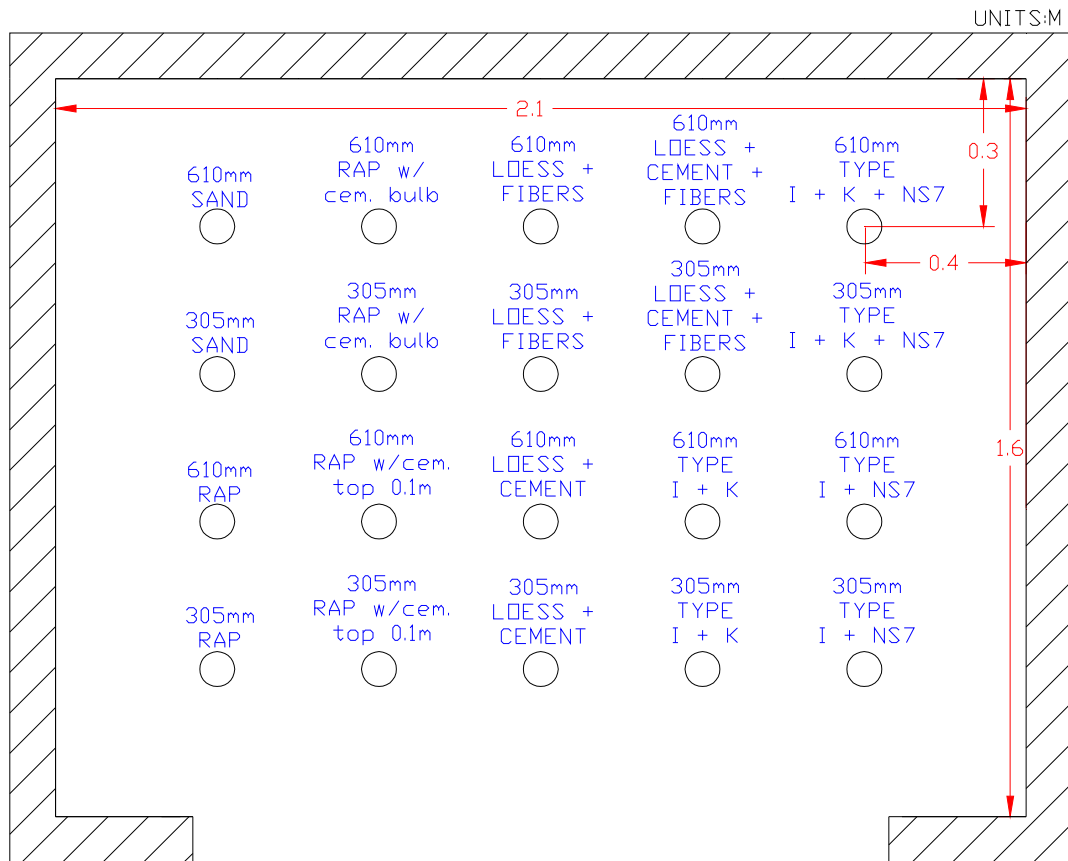 UNITS:M
2.1
0.3
0.4
1.6
610mm
SAND
610mm
RAP w/
cem. bulb
610mm
LOESS +
FIBERS
610mm
LOESS +
CEMENT +
FIBERS
610mm
TYPE
I + K + NS7
305mm
SAND
305mm
RAP w/
cem. bulb
305mm
LOESS +
FIBERS
305mm
LOESS +
CEMENT +
FIBERS
305mm
TYPE
I + K + NS7
610mm
RAP
610mm
RAP w/cem.
top 0.1m
610mm
LOESS +
CEMENT
610mm
TYPE
I + K
610mm
TYPE
I + NS7
305mm
RAP
305mm
RAP w/cem.
top 0.1m
305mm
LOESS +
CEMENT
305mm
TYPE
I + K
305mm
TYPE
I + NS7